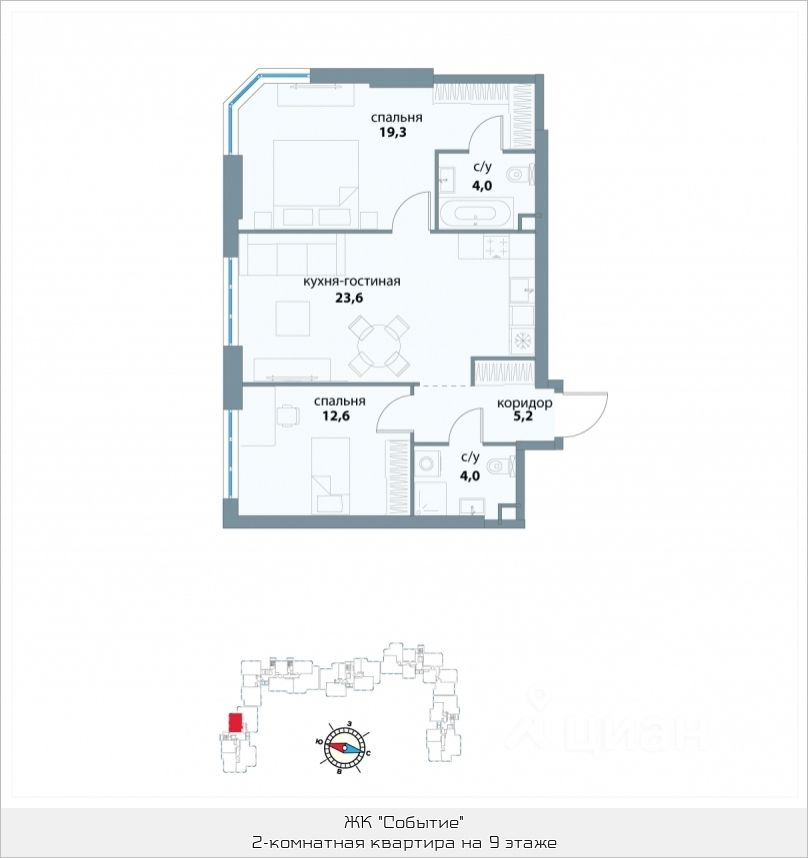 спальня
19,3
с/у
4,0
кухня-гостиная
23,6
спальня
12,6
коридор
5,2
с/у
4,0
З
Ю
С
В
циан
ЖК "Событие"
2-комнатная квартира на 9 этаже